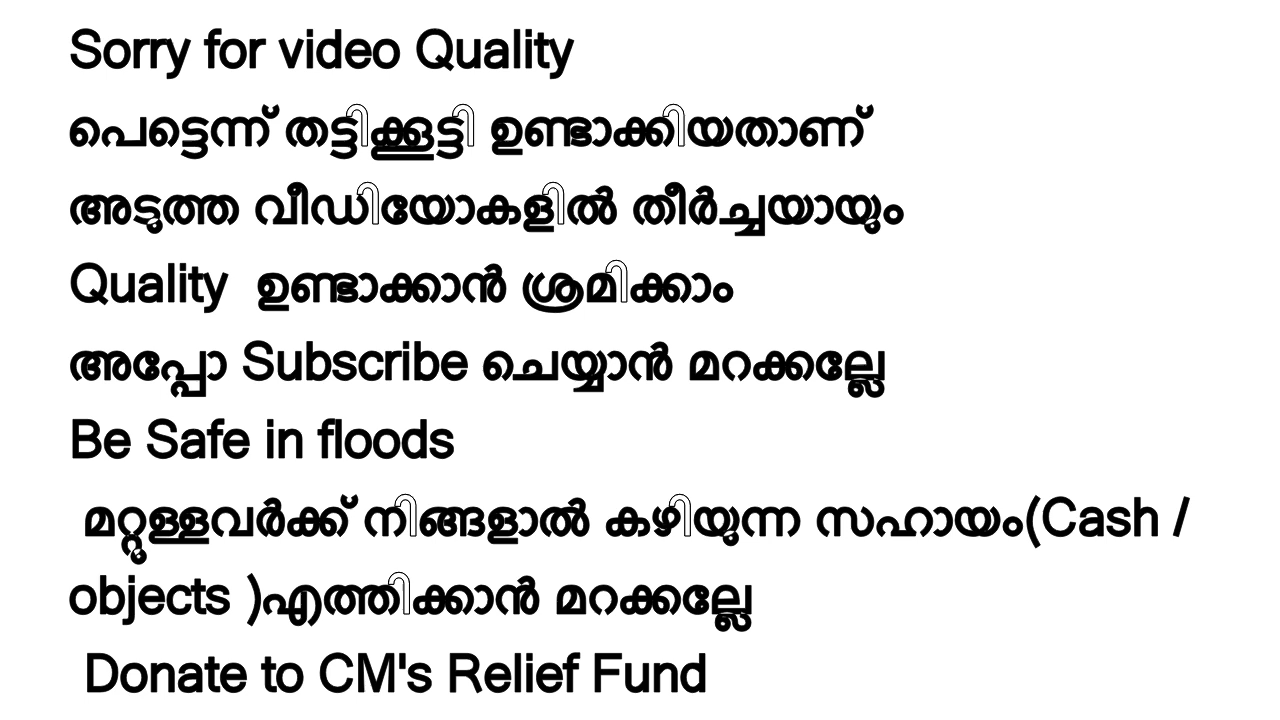 Sorry for video Quality
പെട്ടെന്ന് തട്ടിക്കൂട്ടി ഉണ്ടാക്കിയതാണ്
അടുത്ത വീഡിയോകളിൽ തീർച്ചയായും
Quality ഉണ്ടാക്കാൻ ശ്രമിക്കാം
അപ്പോ Subscribe ചെയ്യാൻ മറക്കല്ലേ
Be Safe in floods
മറ്റുള്ളവർക്ക് നിങ്ങളാൽ കഴിയുന്ന സഹായം(Cash /
objects )എത്തിക്കാൻ മറക്കല്ലേ
Donate to CM's Relief Fund